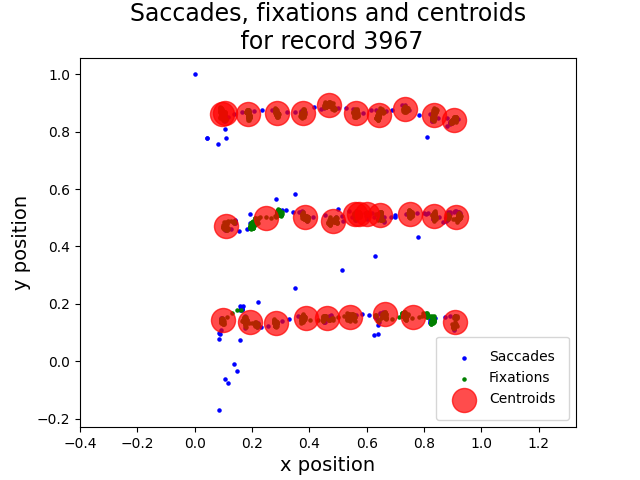 Saccades, fixations and centroids
for record 3967
1.0
0.8
0.6
0.4
0.2
0.0
−0.2
y position
−0.4
−0.2
0.0
0.2
0.4
0.6
0.8
1.0
1.2
x position
Saccades
Fixations
Centroids